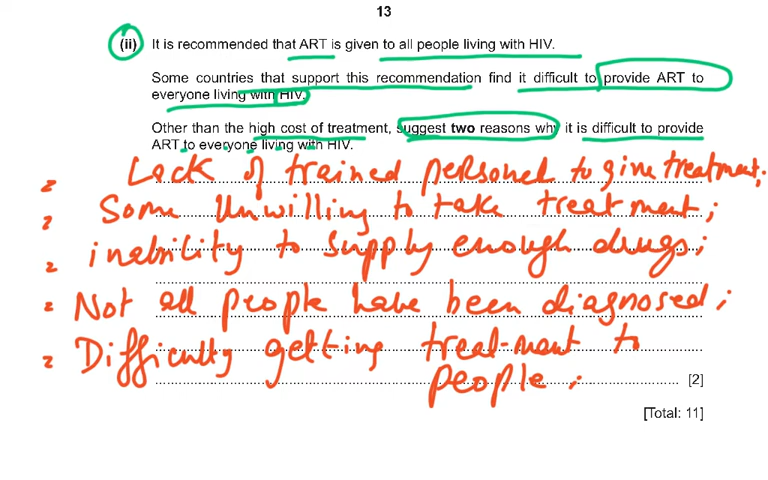 13
(ii) It is recommended that ART is given to all people living with HIV.
Some countries that support this recommendation find it difficult to provide ART to
everyone living with HIV.
Other than the high cost of treatment, suggest two reasons why it is difficult to provide
ART to everyone living with HIV.
Lack of trained personel to give treatment;
Some unwilling to take treatment;
inability to supply enough drugs;
Not all people have been diagnosed;
Difficulty getting treatment to
people;
[2]
[Total: 11]